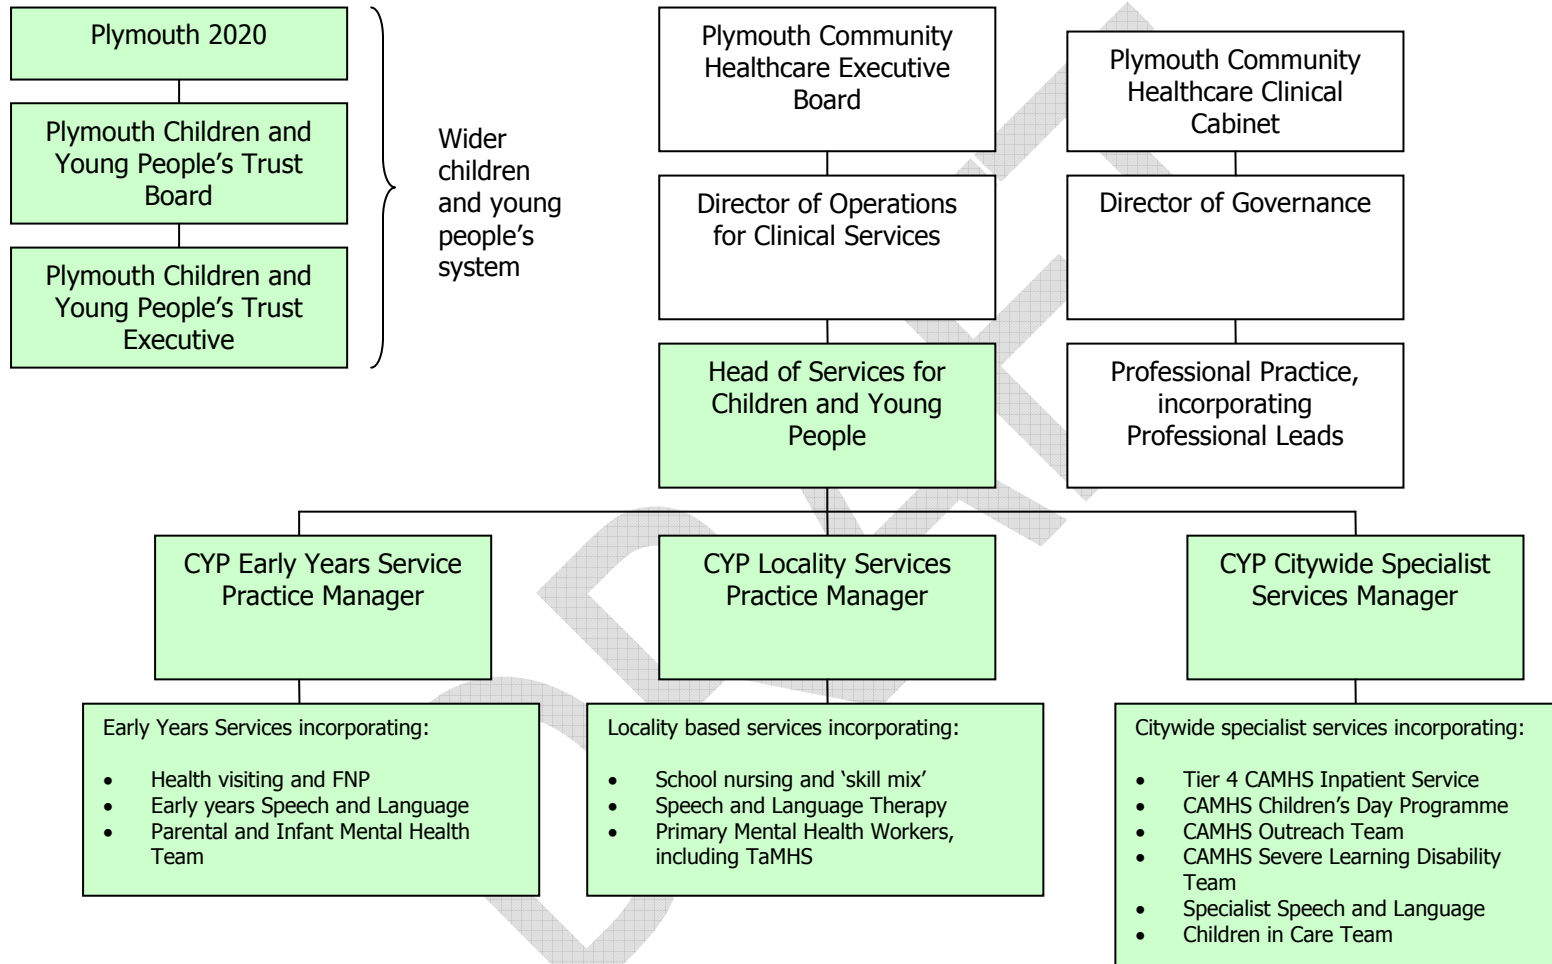 Plymouth 2020
Plymouth Children and
Young People’s Trust
Board
Plymouth Children and
Young People’s Trust
Executive
Wider
children
and young
people’s
system
Plymouth Community
Healthcare Executive
Board
Director of Operations
for Clinical Services
Head of Services for
Children and Young
People
Plymouth Community
Healthcare Clinical
Cabinet
Director of Governance
Professional Practice,
incorporating
Professional Leads
CYP Early Years Service
Practice Manager
CYP Locality Services
Practice Manager
CYP Citywide Specialist
Services Manager
Early Years Services incorporating:
• Health visiting and FNP
• Early years Speech and Language
• Parental and Infant Mental Health
Team
Locality based services incorporating:
• School nursing and ‘skill mix’
• Speech and Language Therapy
• Primary Mental Health Workers,
including TaMHS
Citywide specialist services incorporating:
• Tier 4 CAMHS Inpatient Service
• CAMHS Children’s Day Programme
• CAMHS Outreach Team
• CAMHS Severe Learning Disability
Team
• Specialist Speech and Language
• Children in Care Team
DRAFT